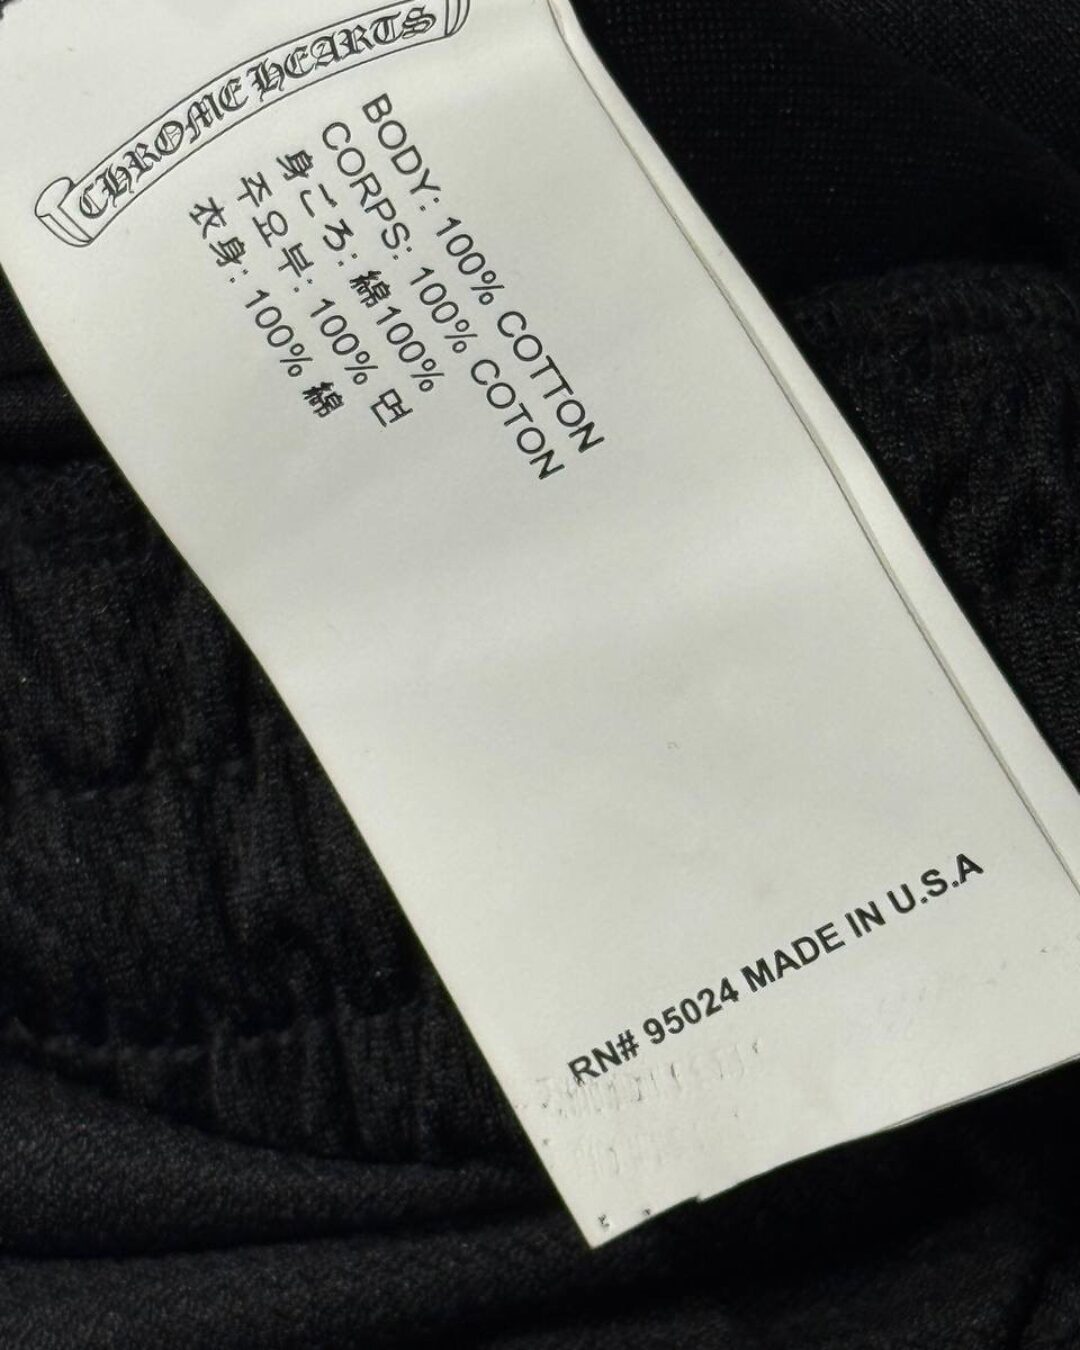 CHROME HEARTS
BODY: 100% COTTON
CORPS: 100% COTON
身ごろ: 綿100%
주요부: 100% 면
衣身: 100% 綿
RN# 95024 MADE IN U.S.A